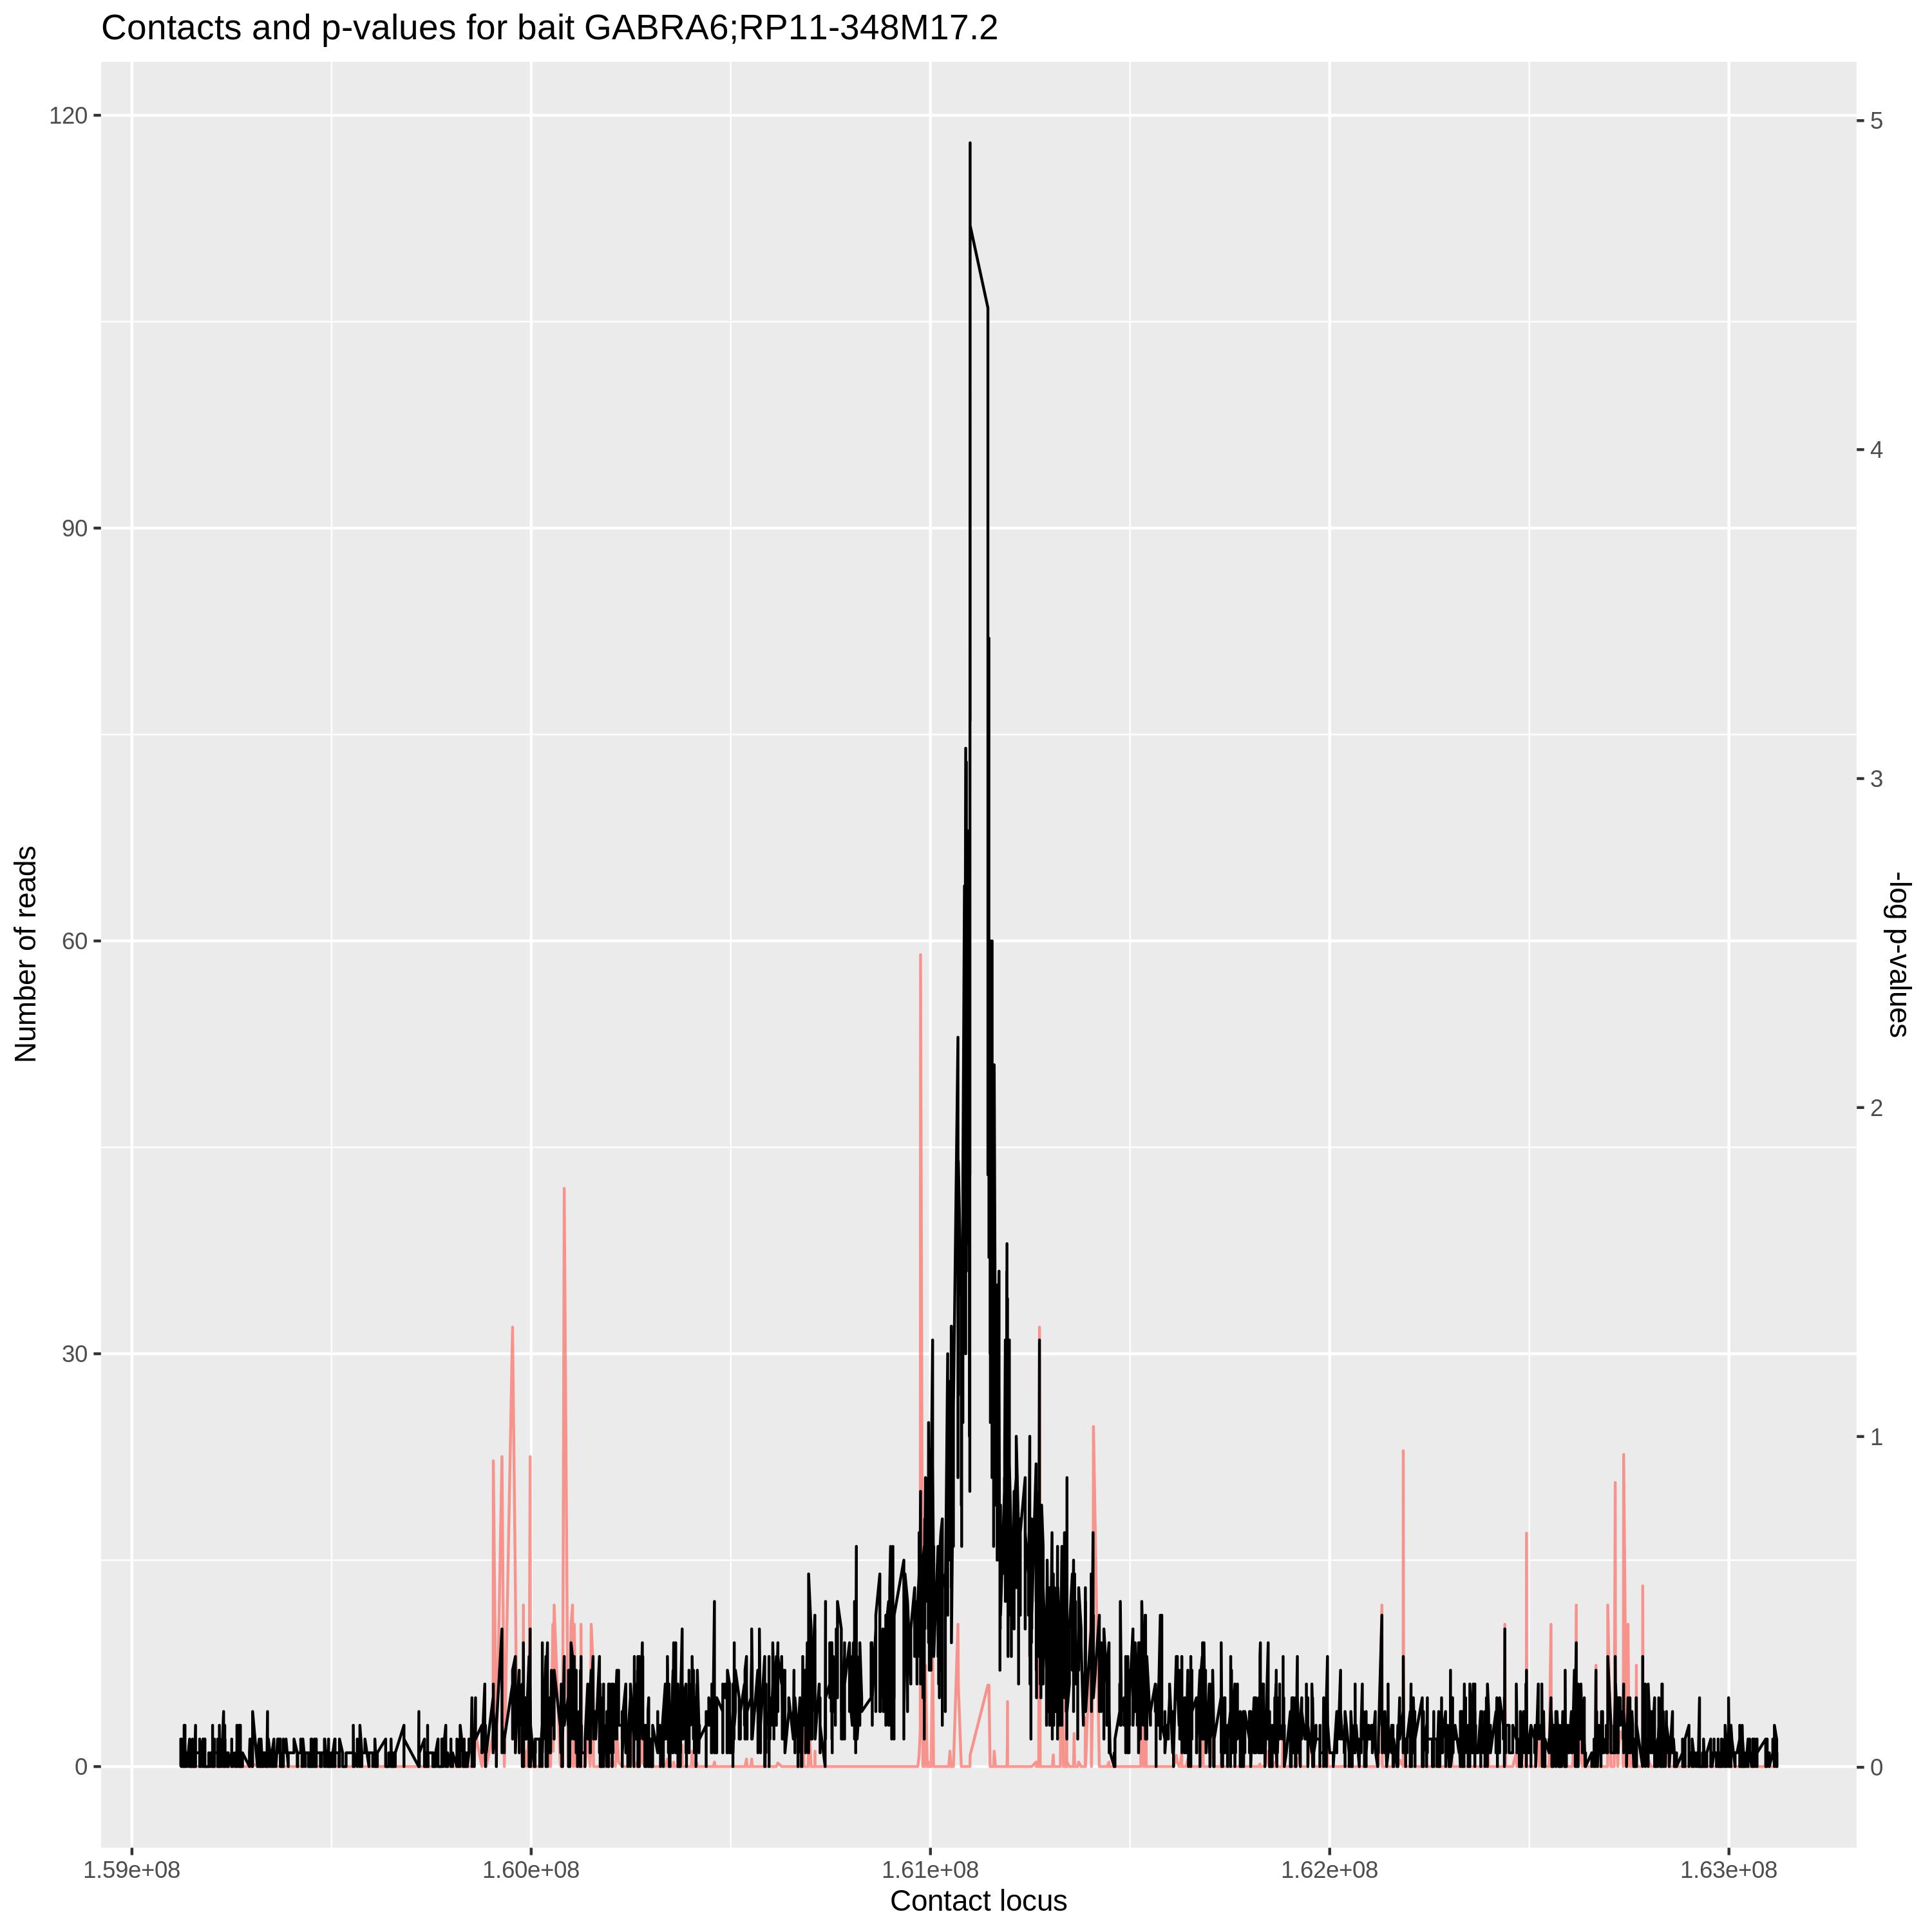 Contacts and p-values for bait GABRA6;RP11-348M17.2
120
90
60
30
0
Number of reads
5
4
3
2
1
0
-log p-values
1.59e+08 1.60e+08 1.61e+08 1.62e+08 1.63e+08
Contact locus